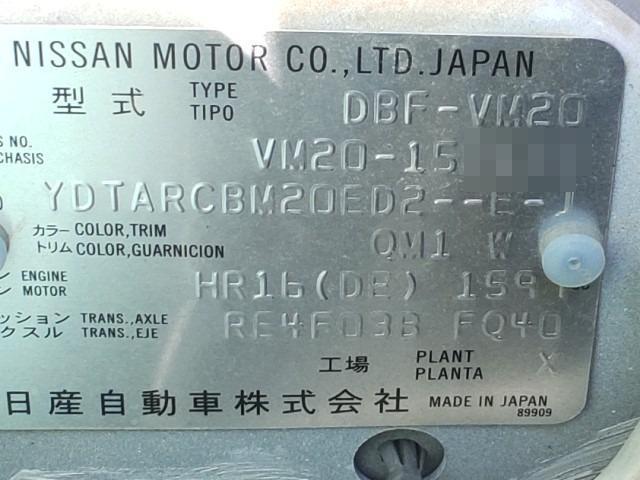 NISSAN MOTOR CO.,LTD.JAPAN
型式 TYPE TIPO DBF-VM20
NO. CHASIS VM20-15
YDTARCBM20ED2--E-J
カラー COLOR,TRIM
トリム COLOR,GUARNICION QM1 W
ENGINE MOTOR HR16(DE) 159
ッション TRANS.,AXLE
クスル TRANS.,EJE RE4F03B FQ40
工場 PLANT PLANTA X
日産自動車株式会社 MADE IN JAPAN
89909